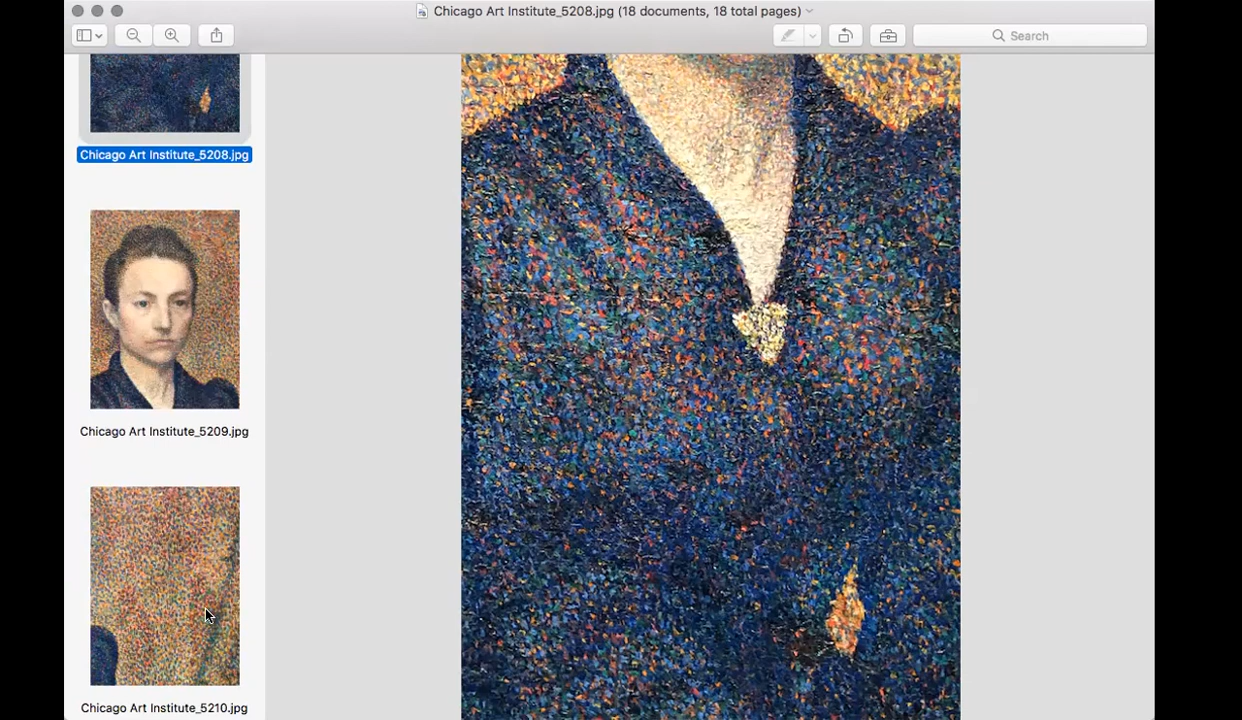 Chicago Art Institute_5208.jpg (18 documents, 18 total pages)
Search
Chicago Art Institute_5208.jpg
Chicago Art Institute_5209.jpg
Chicago Art Institute_5210.jpg